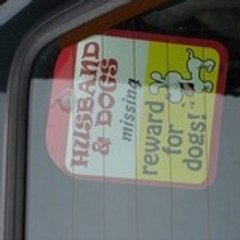 HUSBAND
& DOGS
missing
reward
for
dogs!